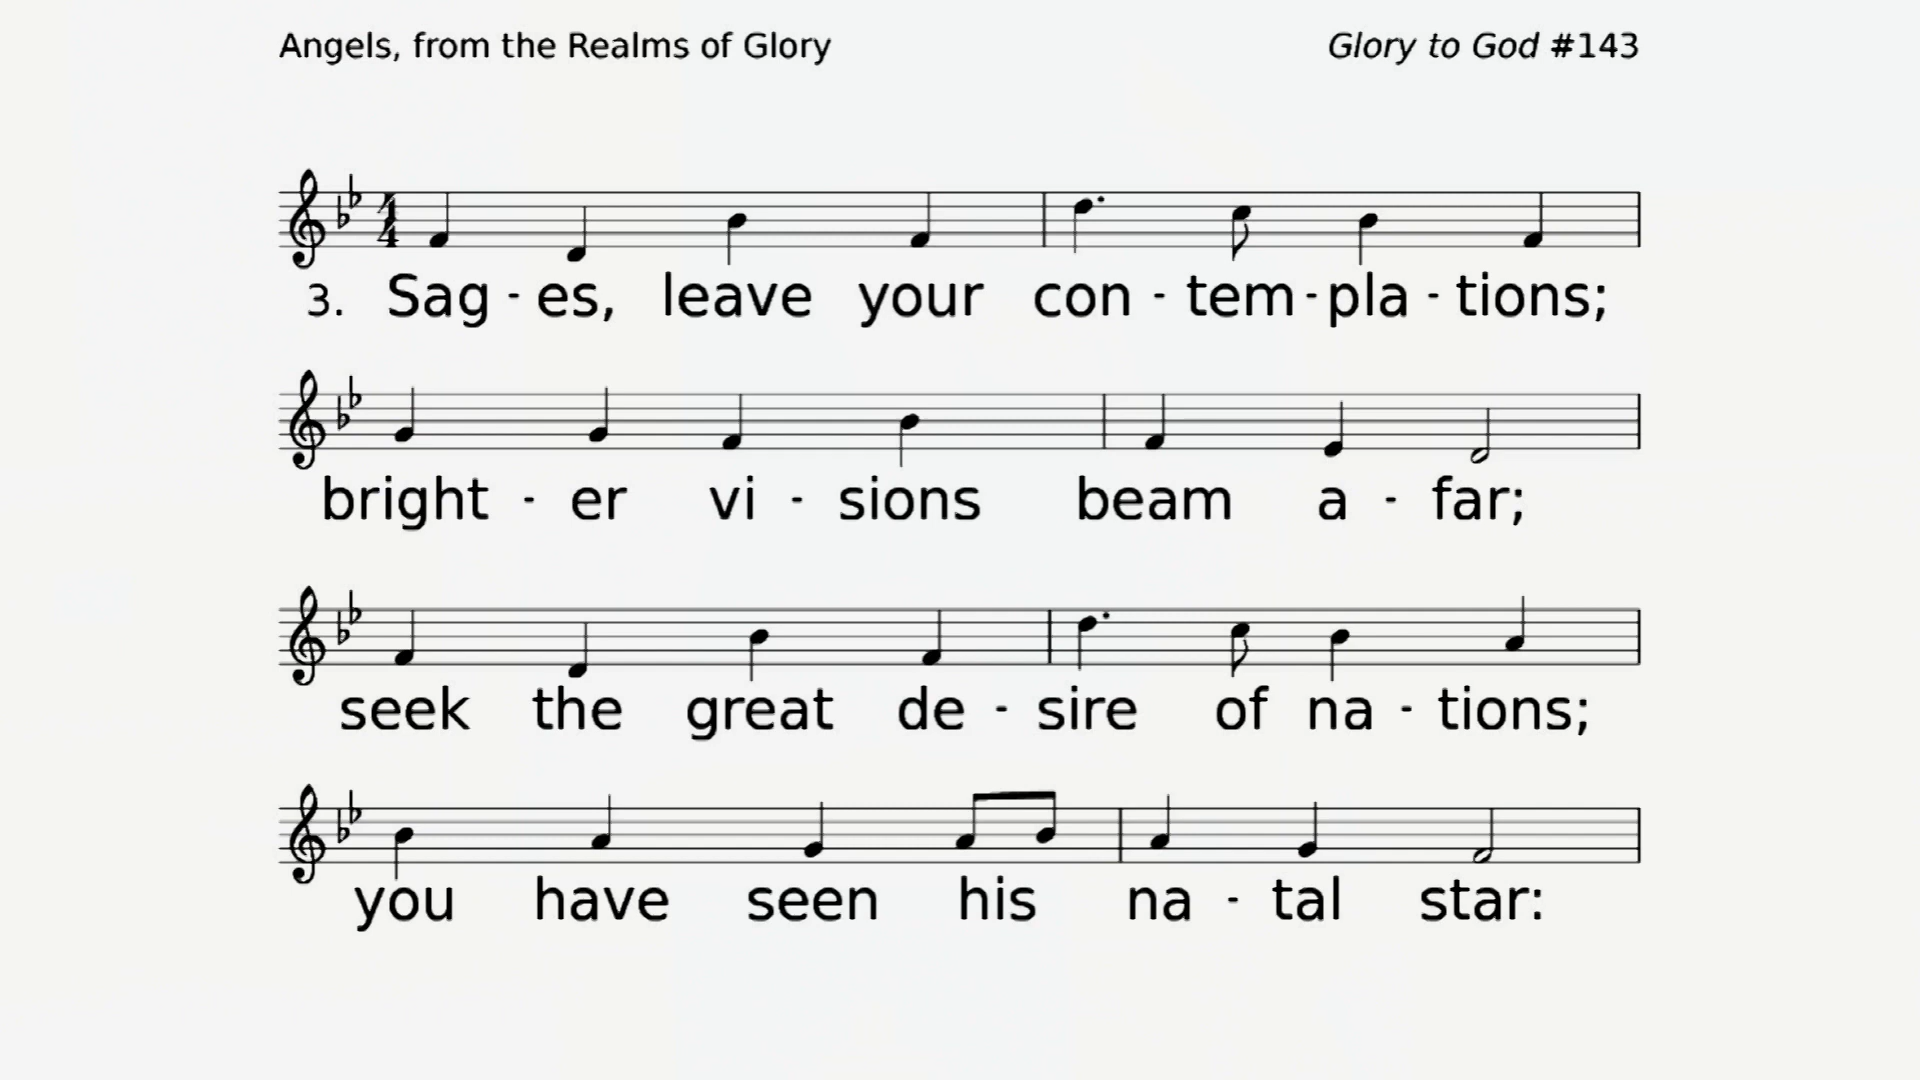 Angels, from the Realms of Glory
Glory to God #143
3. Sag - es, leave your con - tem - pla - tions;
bright - er vi - sions beam a - far;
seek the great de - sire of na - tions;
you have seen his na - tal star: